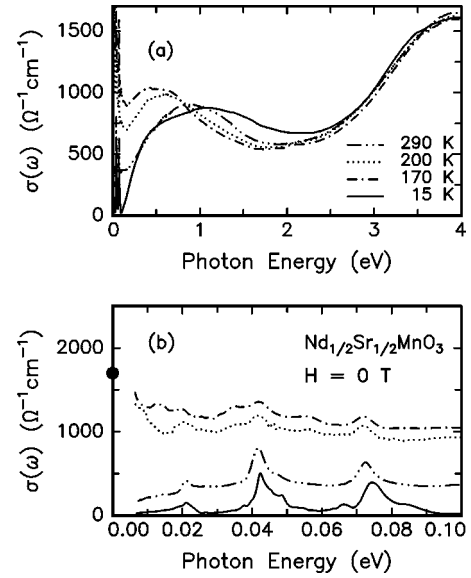 1500
1000
500
0
σ(ω) (Ω⁻¹cm⁻¹)
(a)
290 K
200 K
170 K
15 K
0 1 2 3 4
Photon Energy (eV)
2000
1000
0
σ(ω) (Ω⁻¹cm⁻¹)
(b)
Nd₁/₂Sr₁/₂MnO₃
H = 0 T
0.00 0.02 0.04 0.06 0.08 0.10
Photon Energy (eV)